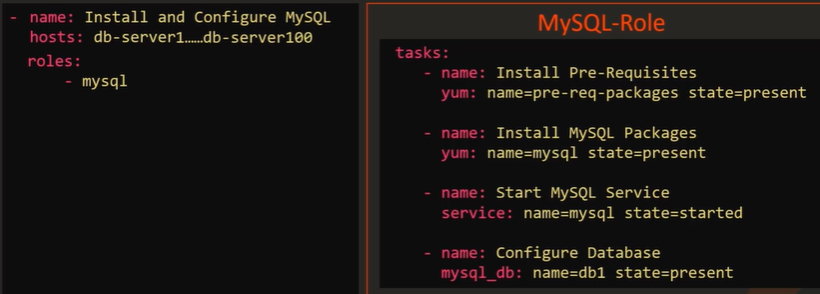 - name: Install and Configure MySQL
hosts: db-server1......db-server100
roles:
- mysql
MySQL-Role
tasks:
- name: Install Pre-Requisites
yum: name=pre-req-packages state=present
- name: Install MySQL Packages
yum: name=mysql state=present
- name: Start MySQL Service
service: name=mysql state=started
- name: Configure Database
mysql_db: name=db1 state=present